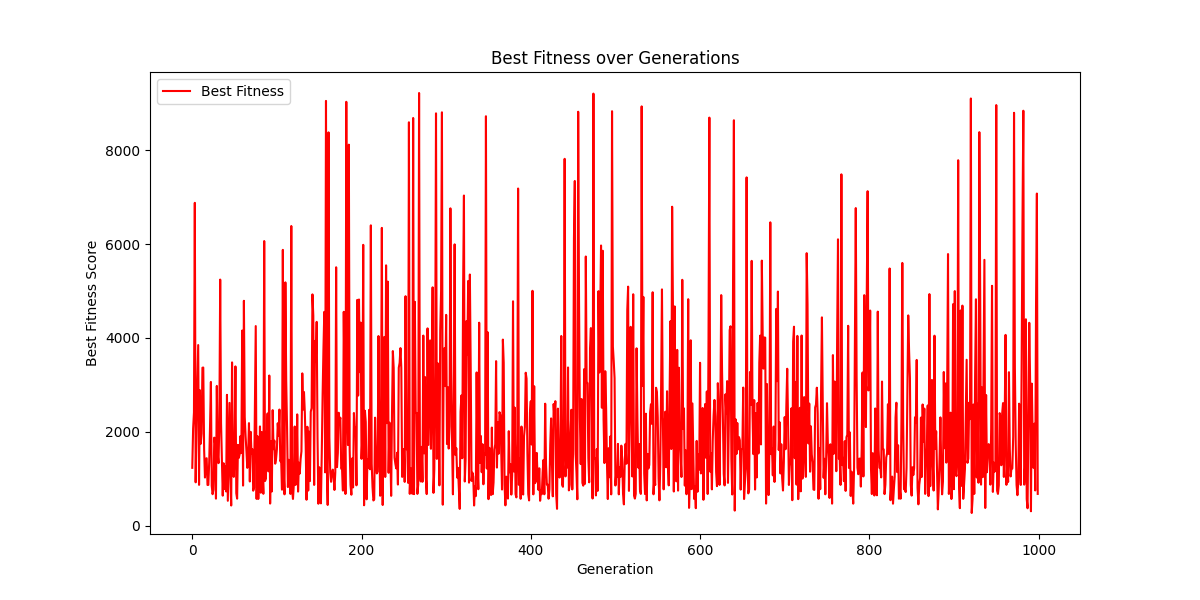 Best Fitness over Generations
Best Fitness
Best Fitness Score
8000
6000
4000
2000
0
0 200 400 600 800 1000
Generation